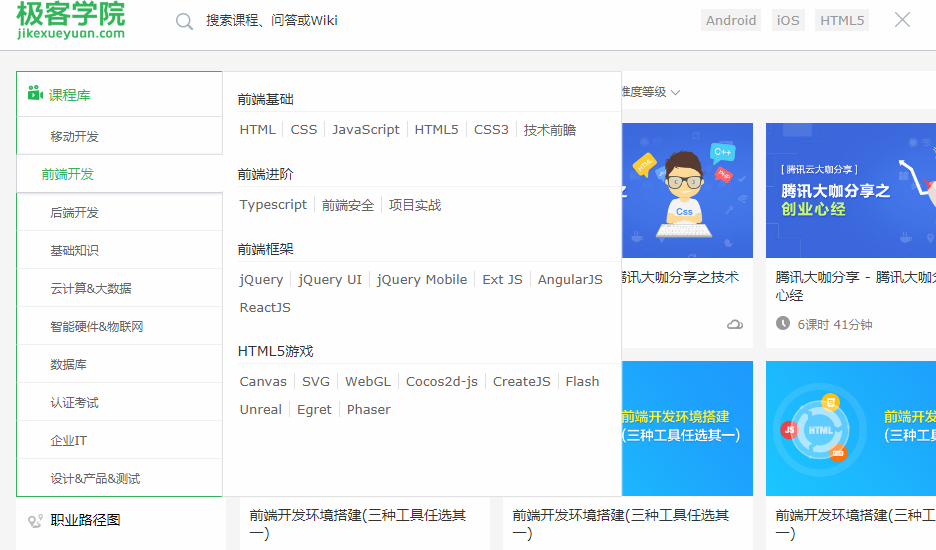 极客学院
jikexueyuan.com
搜索课程、问答或Wiki
Android iOS HTML5
课程库
移动开发
前端开发
后端开发
基础知识
云计算&大数据
智能硬件&物联网
数据库
认证考试
企业IT
设计&产品&测试
职业路径图
前端基础
HTML CSS JavaScript HTML5 CSS3 技术前瞻
前端进阶
Typescript 前端安全 项目实战
前端框架
jQuery jQuery UI jQuery Mobile Ext JS AngularJS
ReactJS
HTML5游戏
Canvas SVG WebGL Cocos2d-js CreateJS Flash
Unreal Egret Phaser
难度等级
HTML
JS
C++
PHP
Css
讯大咖分享之技术
[ 腾讯云大咖分享 ]
腾讯大咖分享之
创业心经
腾讯大咖分享 - 腾讯大咖分
心经
6课时 41分钟
前端开发环境搭建
(三种工具任选其一)
JS
HTML
前端开发
(三种工具
前端开发环境搭建(三种工具任选其
一)
前端开发环境搭建(三种工具任选其
一)
前端开发环境搭建(三种工
一)